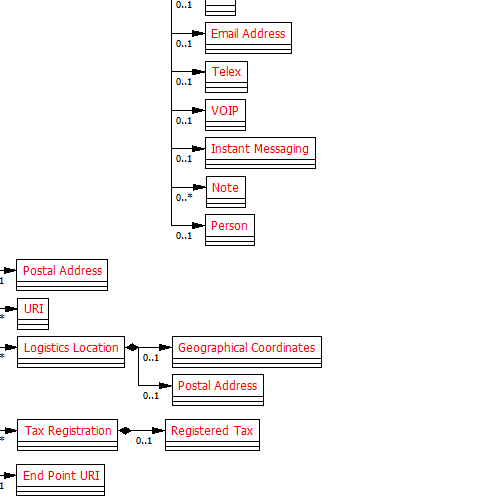 0..1
Email Address
0..1
Telex
0..1
VOIP
0..1
Instant Messaging
0..1
Note
0..*
Person
0..1
Postal Address
1
URI
*
Logistics Location
*
Geographical Coordinates
0..1
Postal Address
0..1
Tax Registration
*
Registered Tax
0..1
End Point URI
1